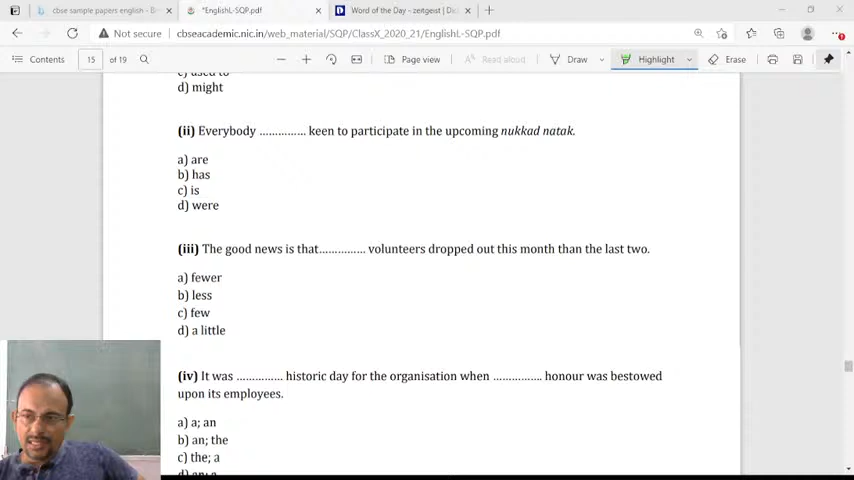 cbse sample papers english - B
*EnglishL-SQP.pdf
Word of the Day - zeitgeist | Dic
Not secure
cbseacademic.nic.in/web_material/SQP/ClassX_2020_21/EnglishL-SQP.pdf
Contents
15 of 19
Page view
Read aloud
Draw
Highlight
Erase
c) used to
d) might
(ii) Everybody …………… keen to participate in the upcoming nukkad natak.
a) are
b) has
c) is
d) were
(iii) The good news is that…………… volunteers dropped out this month than the last two.
a) fewer
b) less
c) few
d) a little
(iv) It was …………… historic day for the organisation when …………… honour was bestowed
upon its employees.
a) a; an
b) an; the
c) the; a
d) an; a